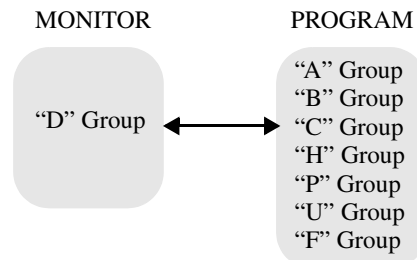 MONITOR
PROGRAM
“D” Group
“A” Group
“B” Group
“C” Group
“H” Group
“P” Group
“U” Group
“F” Group